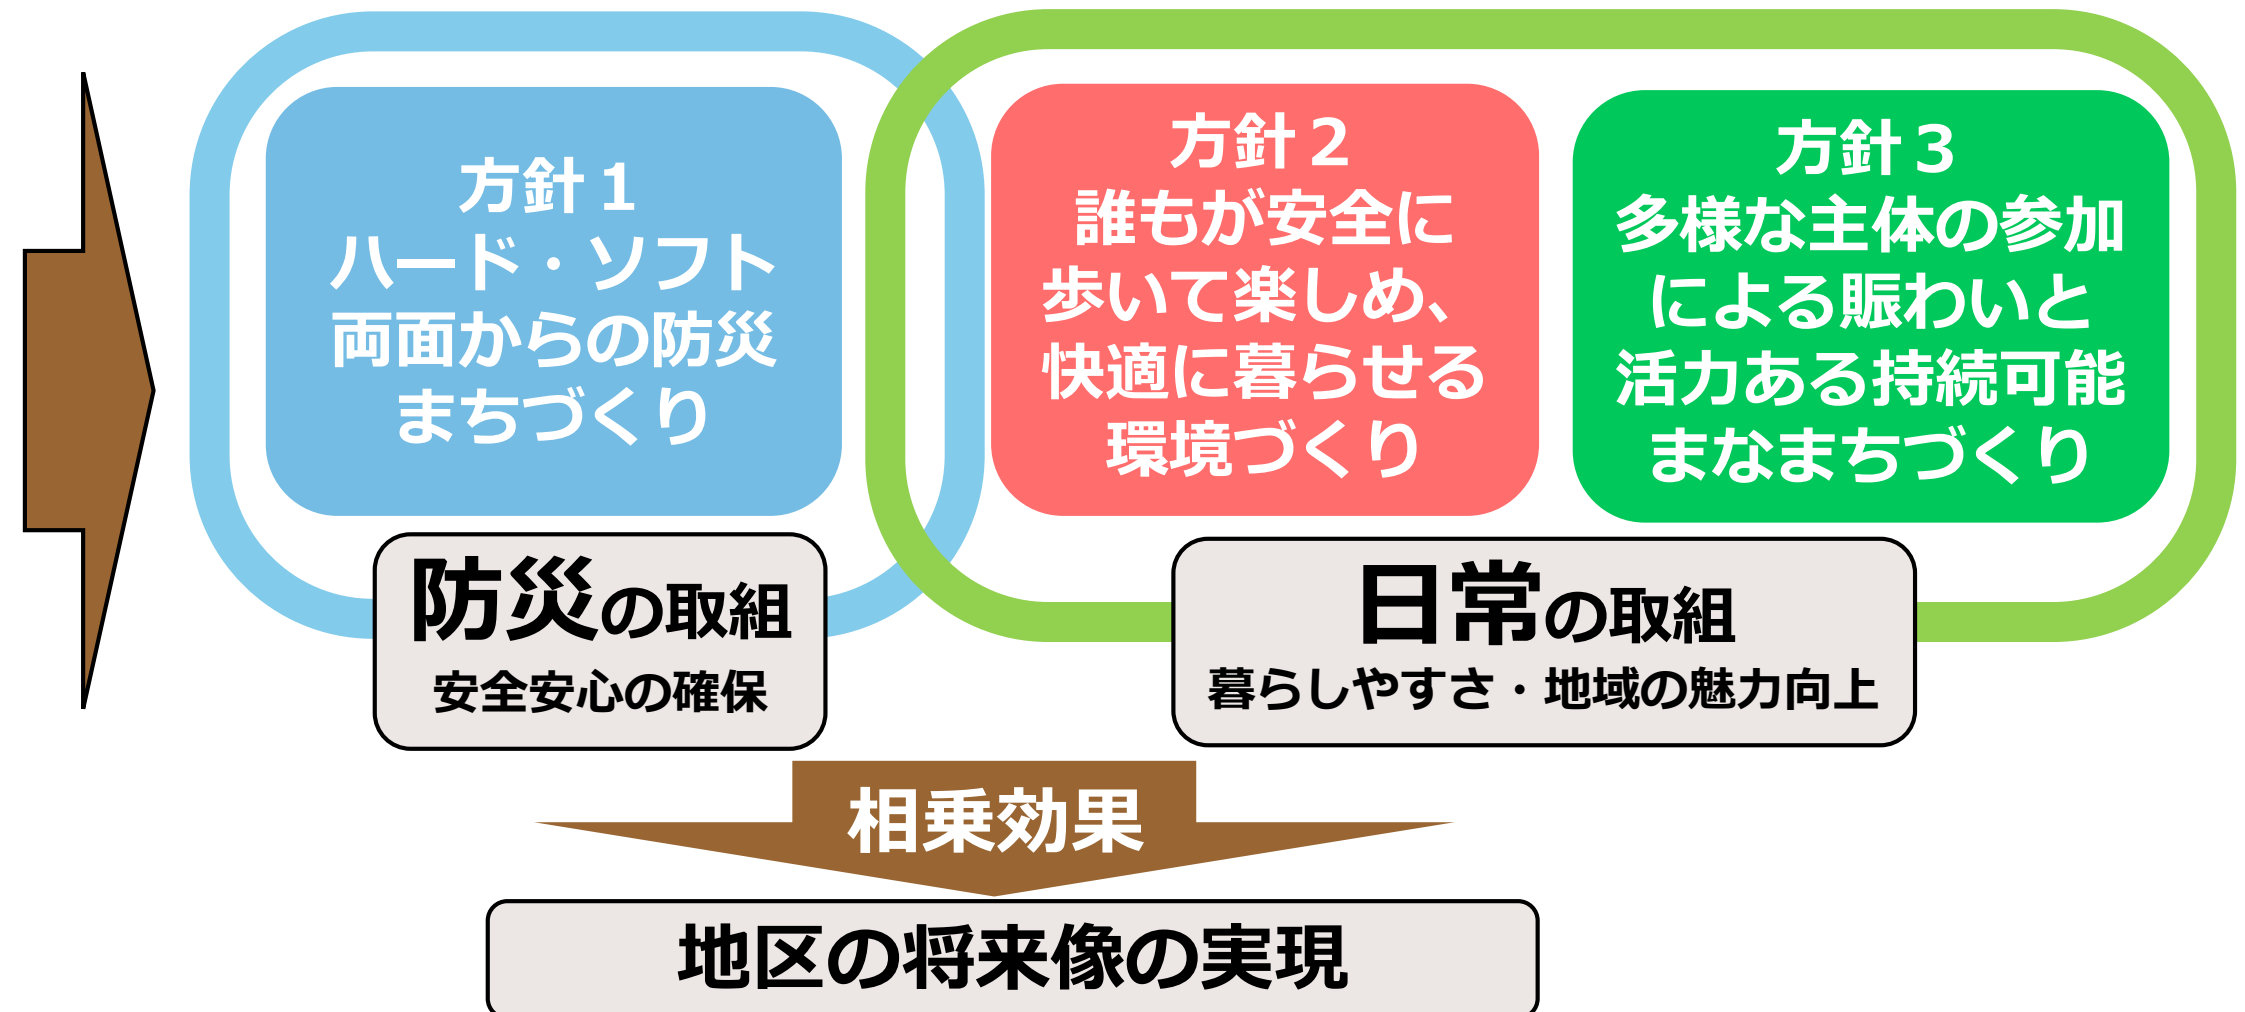 方針１
ハード・ソフト
両面からの防災
まちづくり
方針２
誰もが安全に
歩いて楽しめ、
快適に暮らせる
環境づくり
方針３
多様な主体の参加
による賑わいと
活力ある持続可能
まなまちづくり
防災の取組
安全安心の確保
日常の取組
暮らしやすさ・地域の魅力向上
相乗効果
地区の将来像の実現